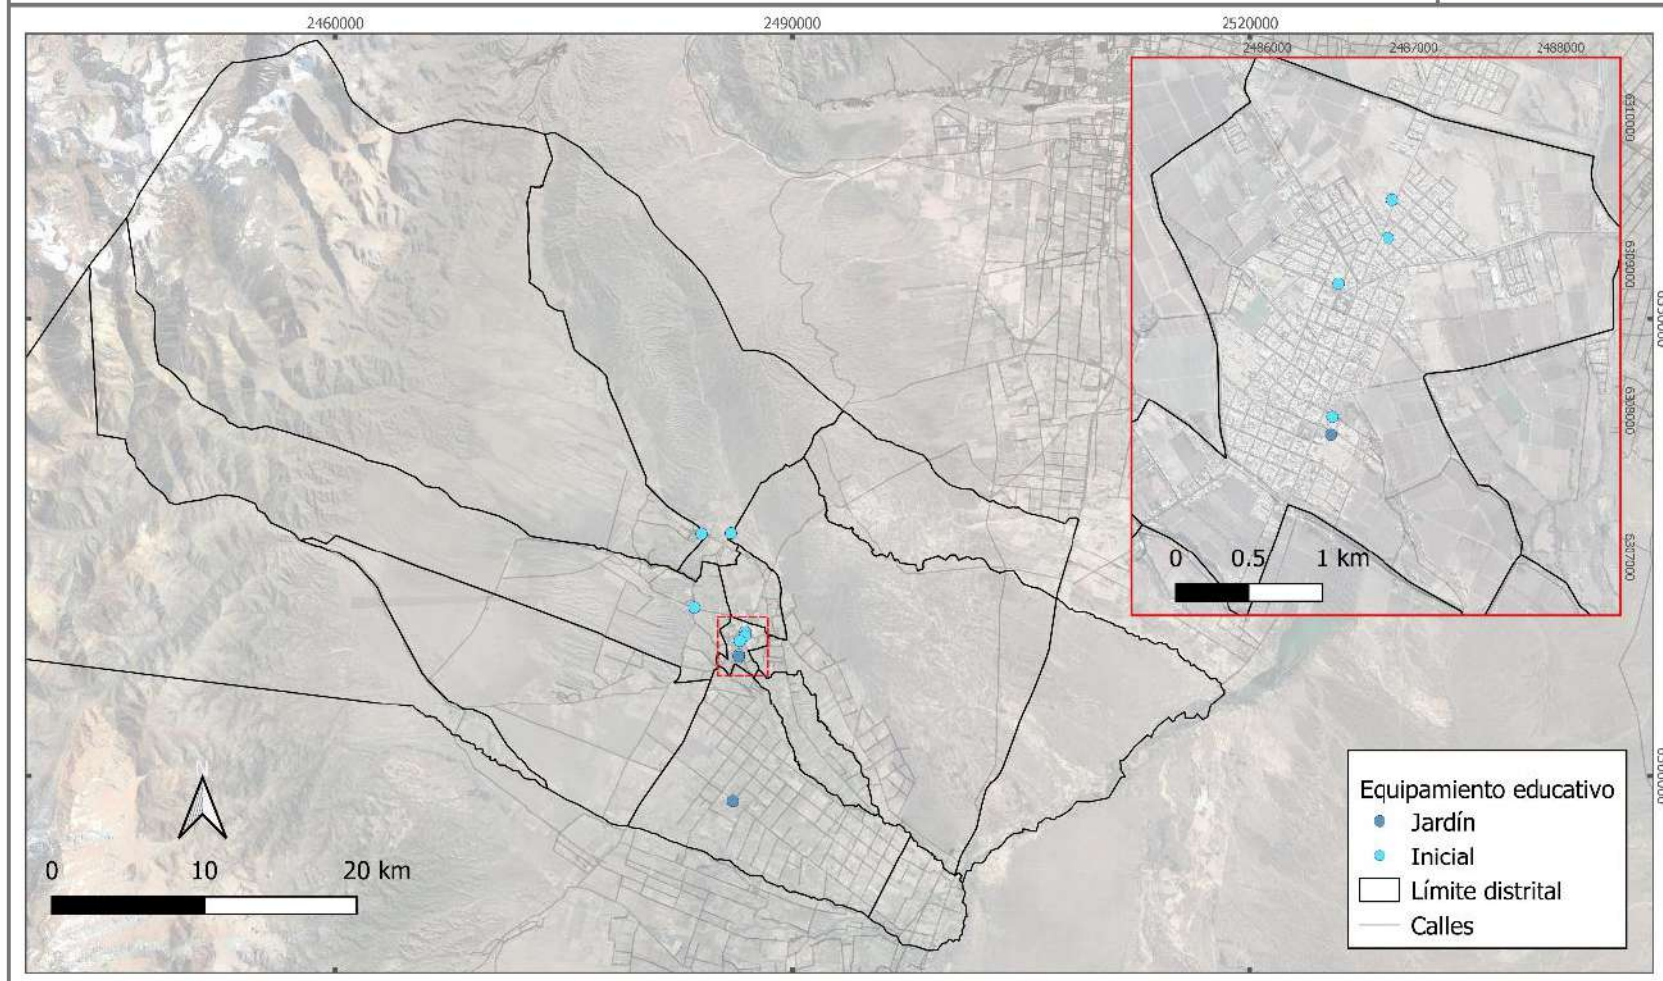 2460000
2490000
2520000
2486000
2487000
2488000
6310000
6309000
6308000
6307000
0 0.5 1 km
N
0 10 20 km
Equipamiento educativo
Jardín
Inicial
Límite distrital
Calles